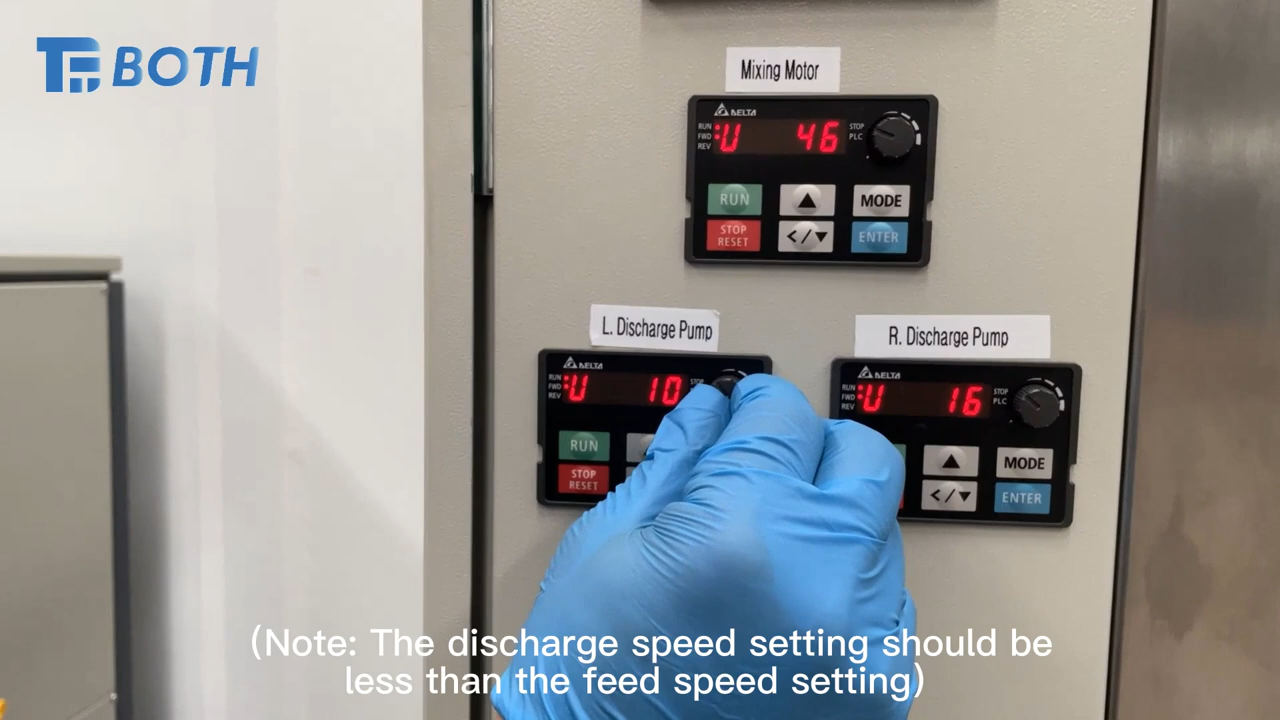 BOTH
Mixing Motor
DELTA
RUN
FWD
REV
:U 46
STOP
PLC
RUN
▲
MODE
STOP
RESET
</▼
ENTER
L. Discharge Pump
DELTA
RUN
FWD
REV
:U 10
STOP
RUN
STOP
RESET
R. Discharge Pump
DELTA
RUN
FWD
REV
:U 16
STOP
PLC
▲
MODE
</▼
ENTER
(Note: The discharge speed setting should be
less than the feed speed setting)